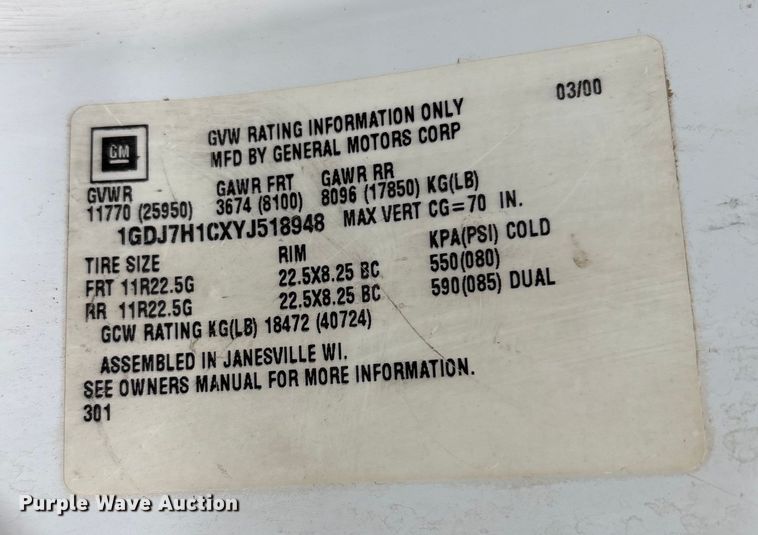 03/00
GM
GVW RATING INFORMATION ONLY
MFD BY GENERAL MOTORS CORP
GVWR GAWR FRT GAWR RR
11770 (25950) 3674 (8100) 8096 (17850) KG(LB)
1GDJ7H1CXYJ518948 MAX VERT CG=70 IN.
TIRE SIZE RIM KPA(PSI) COLD
FRT 11R22.5G 22.5X8.25 BC 550(080)
RR 11R22.5G 22.5X8.25 BC 590(085) DUAL
GCW RATING KG(LB) 18472 (40724)
ASSEMBLED IN JANESVILLE WI.
SEE OWNERS MANUAL FOR MORE INFORMATION.
301
Purple Wave Auction